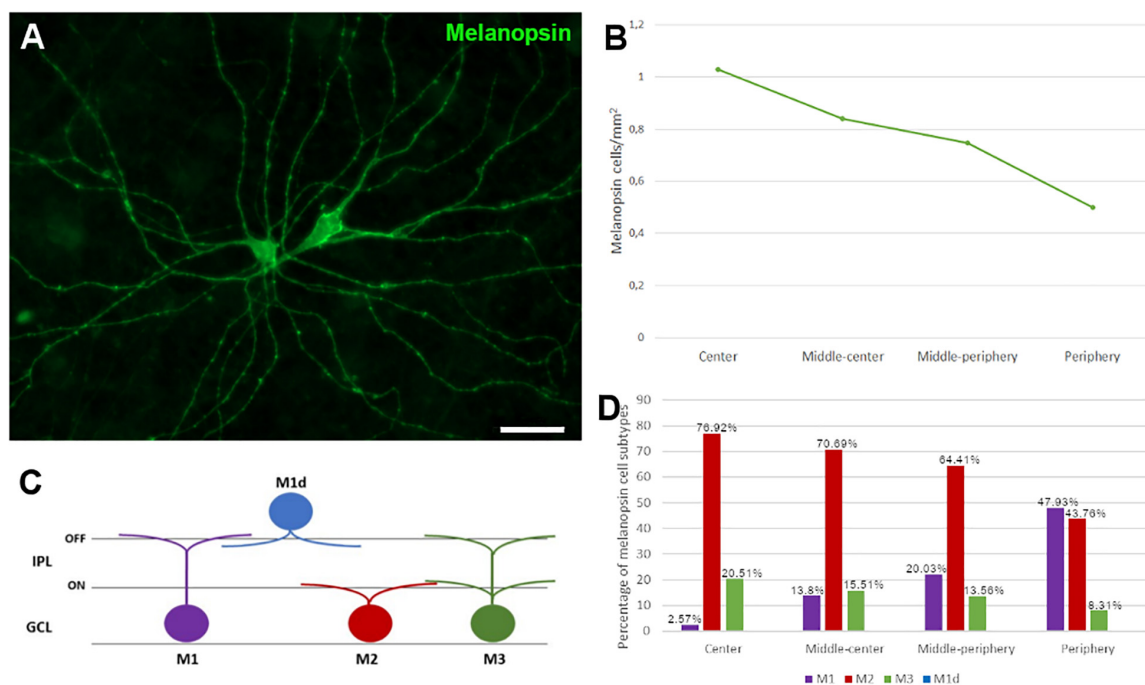 A
Melanopsin
B
Melanopsin cells/mm2
1,2
1
0,8
0,6
0,4
0,2
0
Center Middle-center Middle-periphery Periphery
C
M1d
OFF
IPL
ON
GCL
M1 M2 M3
D
Percentage of melanopsin cell subtypes
90
80
70
60
50
40
30
20
10
0
2.57% 76.92% 20.51%
13.8% 70.69% 15.51%
20.03% 64.41% 13.56%
47.93% 43.76% 8.31%
Center Middle-center Middle-periphery Periphery
M1 M2 M3 M1d